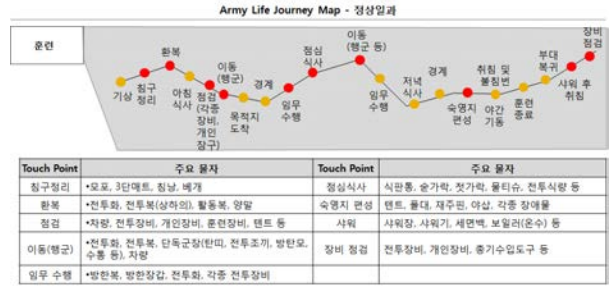 Army Life Journey Map - 정상일과
훈련
기상
침구
정리
환복
아침
식사
점검
(각종
장비,
개인
장구)
이동
(행군)
목적지
도착
경계
임무
수행
점심
식사
이동
(행군 등)
임무
수행
저녁
식사
경계
숙영지
편성
취침 및
불침번
야간
기동
훈련
종료
부대
복귀
샤워 후
취침
장비
점검
Touch Point 주요 물자 Touch Point 주요 물자
침구정리 •모포, 3단매트, 침낭, 베개 점심식사 식판통, 숟가락, 젓가락, 물티슈, 전투식량 등
환복 •전투화, 전투복(상하의), 활동복, 양말 숙영지 편성 텐트, 폴대, 재주핀, 야삽, 각종 장애물
점검 •차량, 전투장비, 개인장비, 훈련장비, 텐트 등 샤워 샤워장, 샤워기, 세면백, 보일러(온수) 등
이동(행군) •전투화, 전투복, 단독군장(탄띠, 전투조끼, 방탄모,
수통 등), 차량 장비 점검 전투장비, 개인장비, 총기수입도구 등
임무 수행 •방한복, 방한장갑, 전투화, 각종 전투장비